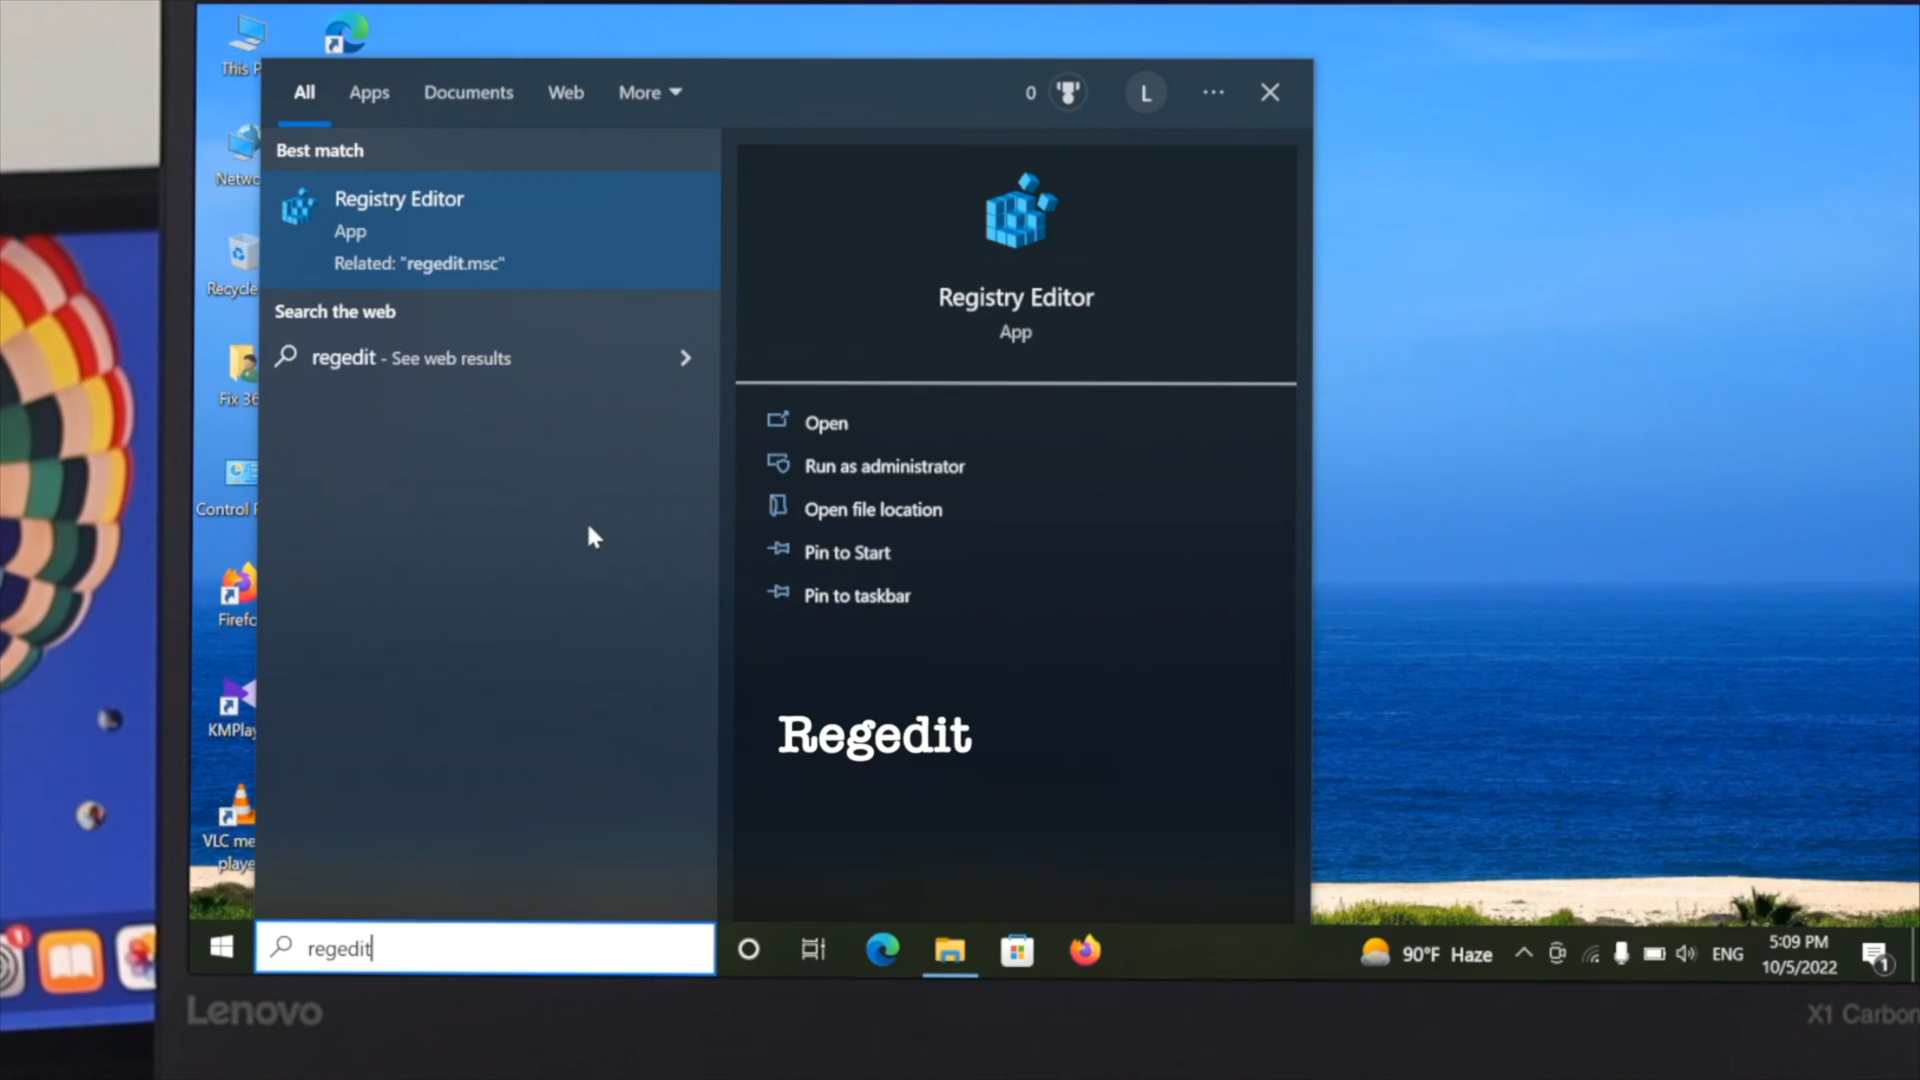 This P
All Apps Documents Web More 0 L
Best match
Netwo
Registry Editor
App
Related: "regedit.msc"
Registry Editor
App
Recycle
Search the web
regedit - See web results
Fix 36
Open
Run as administrator
Control P
Open file location
Pin to Start
Pin to taskbar
Firefo
KMPlay
Regedit
VLC me
playe
regedit
90°F Haze
ENG
5:09 PM
10/5/2022
1
1
Lenovo
X1 Carbon